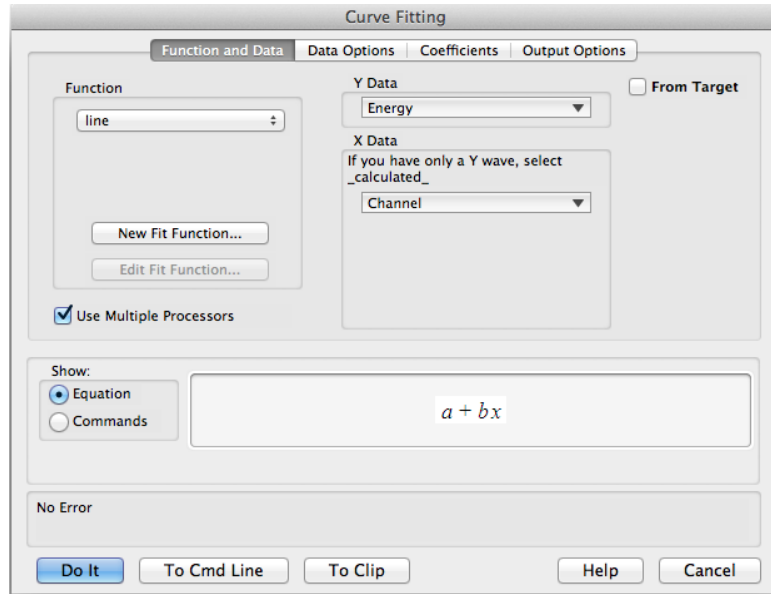 Curve Fitting
Function and Data
Data Options
Coefficients
Output Options
Function
line
New Fit Function...
Edit Fit Function...
Use Multiple Processors
Y Data
Energy
X Data
If you have only a Y wave, select
_calculated_
Channel
From Target
Show:
Equation
Commands
a + bx
No Error
Do It
To Cmd Line
To Clip
Help
Cancel